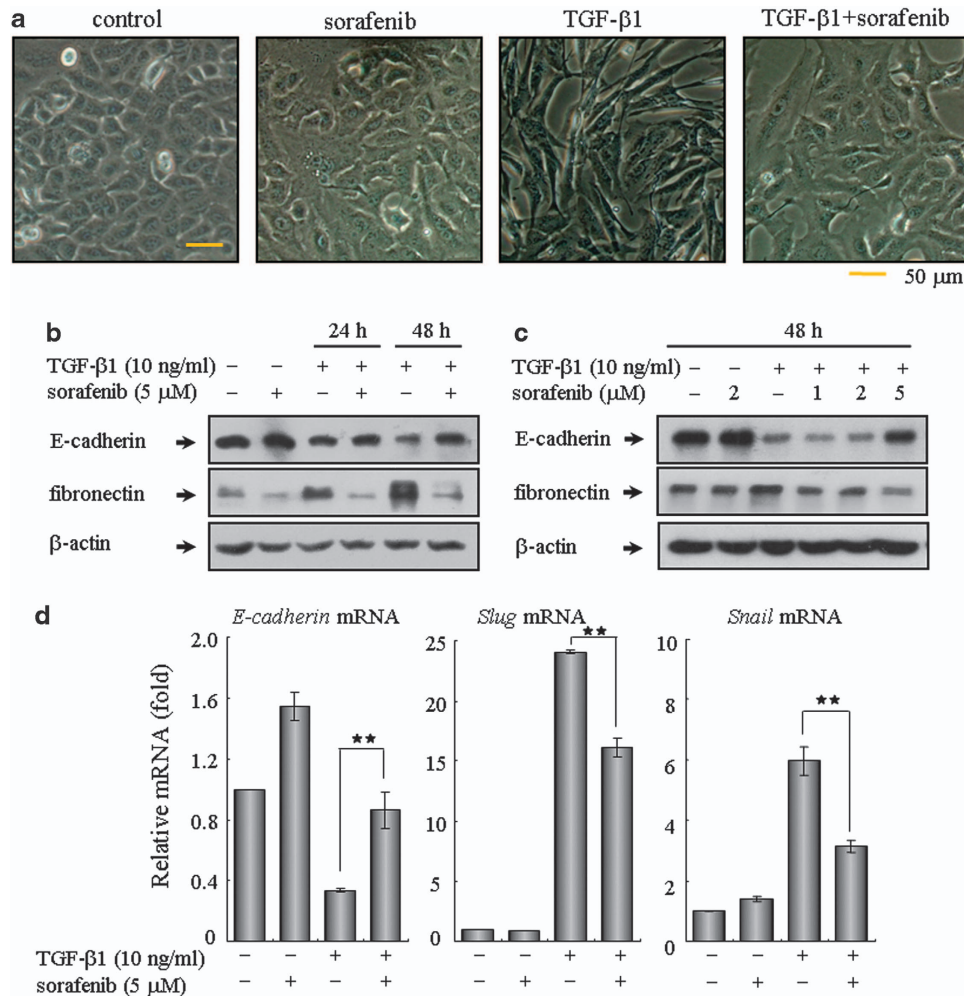 a
control
sorafenib
TGF-β1
TGF-β1+sorafenib
50 μm
b
24 h
48 h
TGF-β1 (10 ng/ml) – – + + + +
sorafenib (5 μM) – + – + – +
E-cadherin
fibronectin
β-actin
c
48 h
TGF-β1 (10 ng/ml) – – + + + +
sorafenib (μM) – 2 – 1 2 5
E-cadherin
fibronectin
β-actin
d
Relative mRNA (fold)
E-cadherin mRNA
2.0
1.6
1.2
0.8
0.4
0
★★
Slug mRNA
25
20
15
10
5
0
★★
Snail mRNA
10
8
6
4
2
0
★★
TGF-β1 (10 ng/ml) – – + + – – + + – – + +
sorafenib (5 μM) – + – + – + – + – + – +